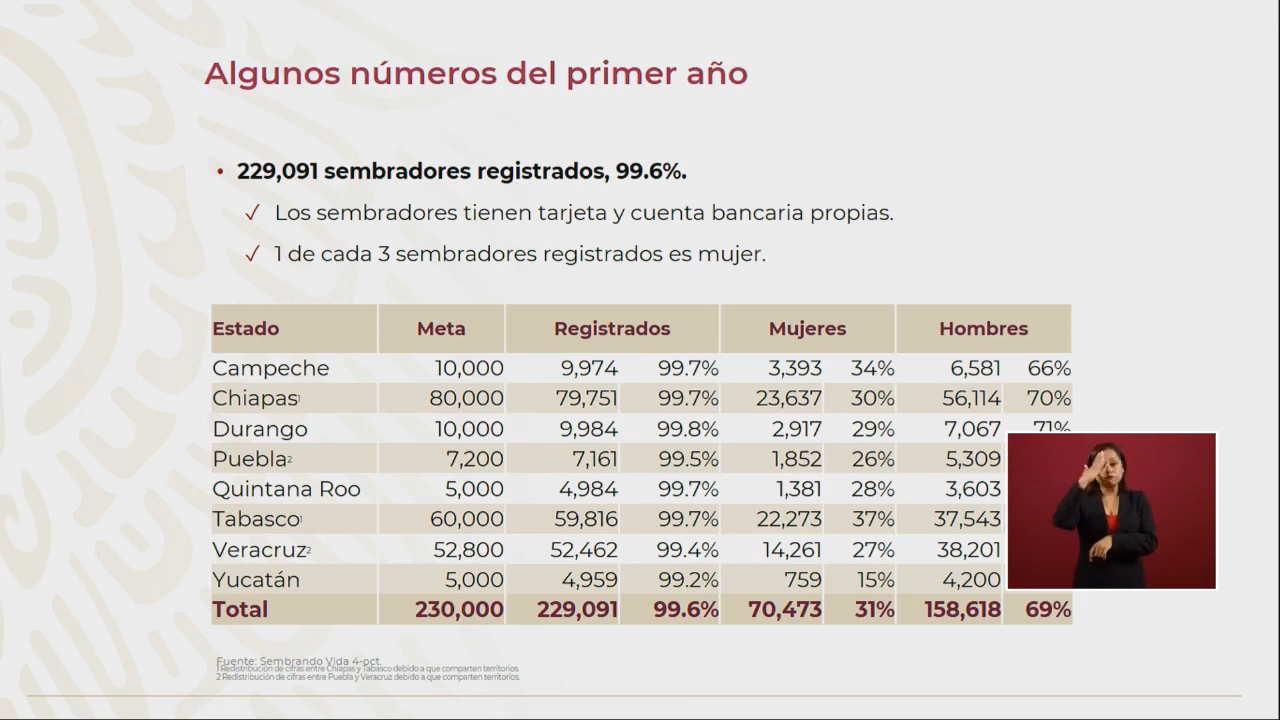 Algunos números del primer año
• 229,091 sembradores registrados, 99.6%.
✓ Los sembradores tienen tarjeta y cuenta bancaria propias.
✓ 1 de cada 3 sembradores registrados es mujer.
Estado Meta Registrados Mujeres Hombres
Campeche 10,000 9,974 99.7% 3,393 34% 6,581 66%
Chiapas¹ 80,000 79,751 99.7% 23,637 30% 56,114 70%
Durango 10,000 9,984 99.8% 2,917 29% 7,067 71%
Puebla² 7,200 7,161 99.5% 1,852 26% 5,309
Quintana Roo 5,000 4,984 99.7% 1,381 28% 3,603
Tabasco¹ 60,000 59,816 99.7% 22,273 37% 37,543
Veracruz² 52,800 52,462 99.4% 14,261 27% 38,201
Yucatán 5,000 4,959 99.2% 759 15% 4,200
Total 230,000 229,091 99.6% 70,473 31% 158,618 69%
Fuente: Sembrando Vida 4-oct.
1 Redistribución de cifras entre Chiapas y Tabasco debido a que comparten territorios.
2 Redistribución de cifras entre Puebla y Veracruz debido a que comparten territorios.